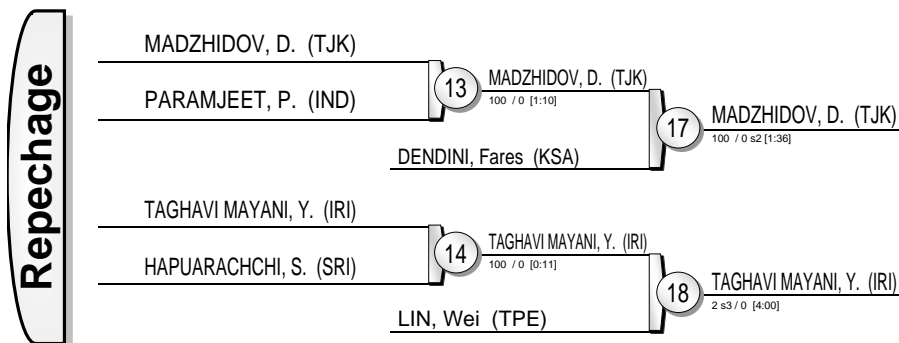 Repechage
MADZHIDOV, D. (TJK)
PARAMJEET, P. (IND)
13
MADZHIDOV, D. (TJK)
100 / 0 [1:10]
DENDINI, Fares (KSA)
17
MADZHIDOV, D. (TJK)
100 / 0 s2 [1:36]
TAGHAVI MAYANI, Y. (IRI)
HAPUARACHCHI, S. (SRI)
14
TAGHAVI MAYANI, Y. (IRI)
100 / 0 [0:11]
LIN, Wei (TPE)
18
TAGHAVI MAYANI, Y. (IRI)
2 s3 / 0 [4:00]